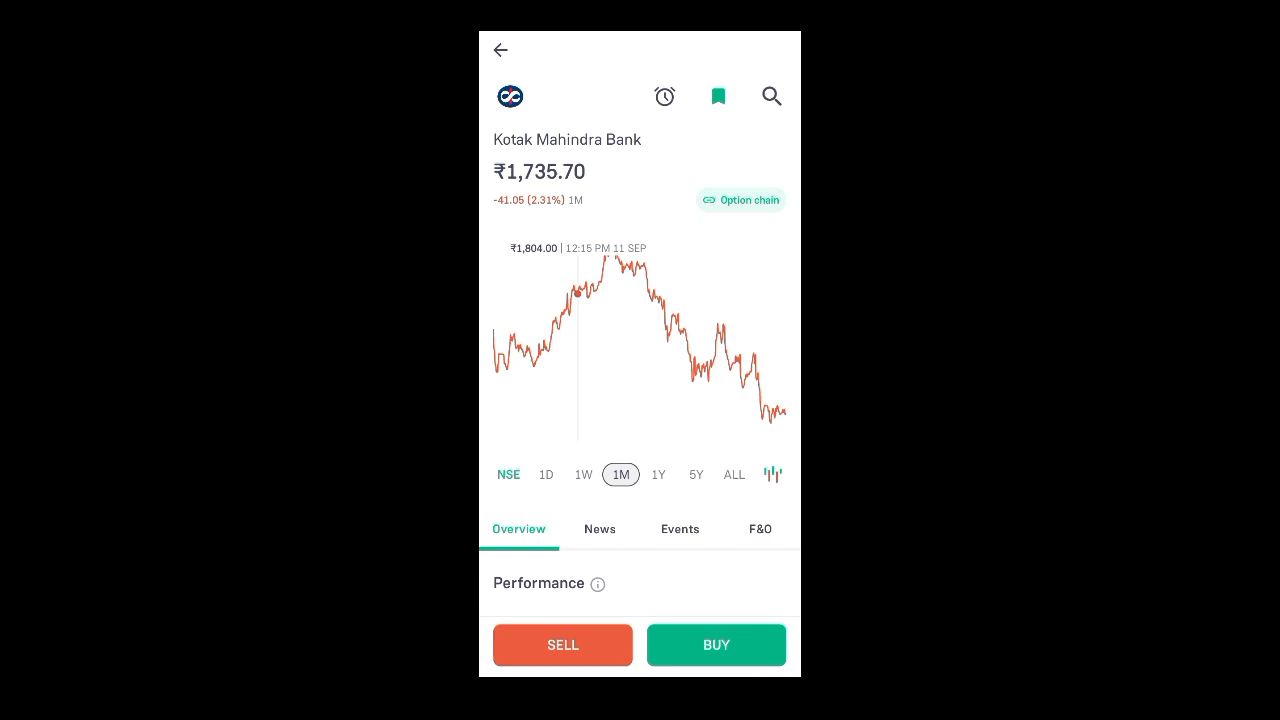 Kotak Mahindra Bank
₹1,735.70
-41.05 (2.31%) 1M
Option chain
₹1,804.00 | 12:15 PM 11 SEP
NSE 1D 1W 1M 1Y 5Y ALL
Overview News Events F&O
Performance
SELL BUY